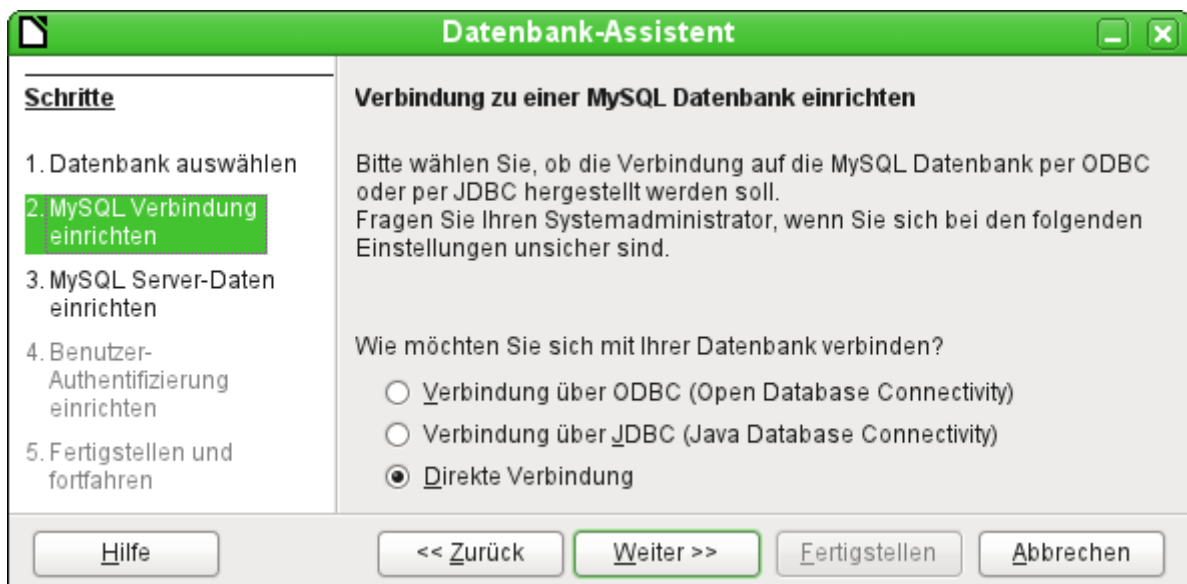 Datenbank-Assistent
Schritte
1. Datenbank auswählen
2. MySQL Verbindung
einrichten
3. MySQL Server-Daten
einrichten
4. Benutzer-
Authentifizierung
einrichten
5. Fertigstellen und
fortfahren
Verbindung zu einer MySQL Datenbank einrichten
Bitte wählen Sie, ob die Verbindung auf die MySQL Datenbank per ODBC
oder per JDBC hergestellt werden soll.
Fragen Sie Ihren Systemadministrator, wenn Sie sich bei den folgenden
Einstellungen unsicher sind.
Wie möchten Sie sich mit Ihrer Datenbank verbinden?
Verbindung über ODBC (Open Database Connectivity)
Verbindung über JDBC (Java Database Connectivity)
Direkte Verbindung
Hilfe
<< Zurück
Weiter >>
Fertigstellen
Abbrechen